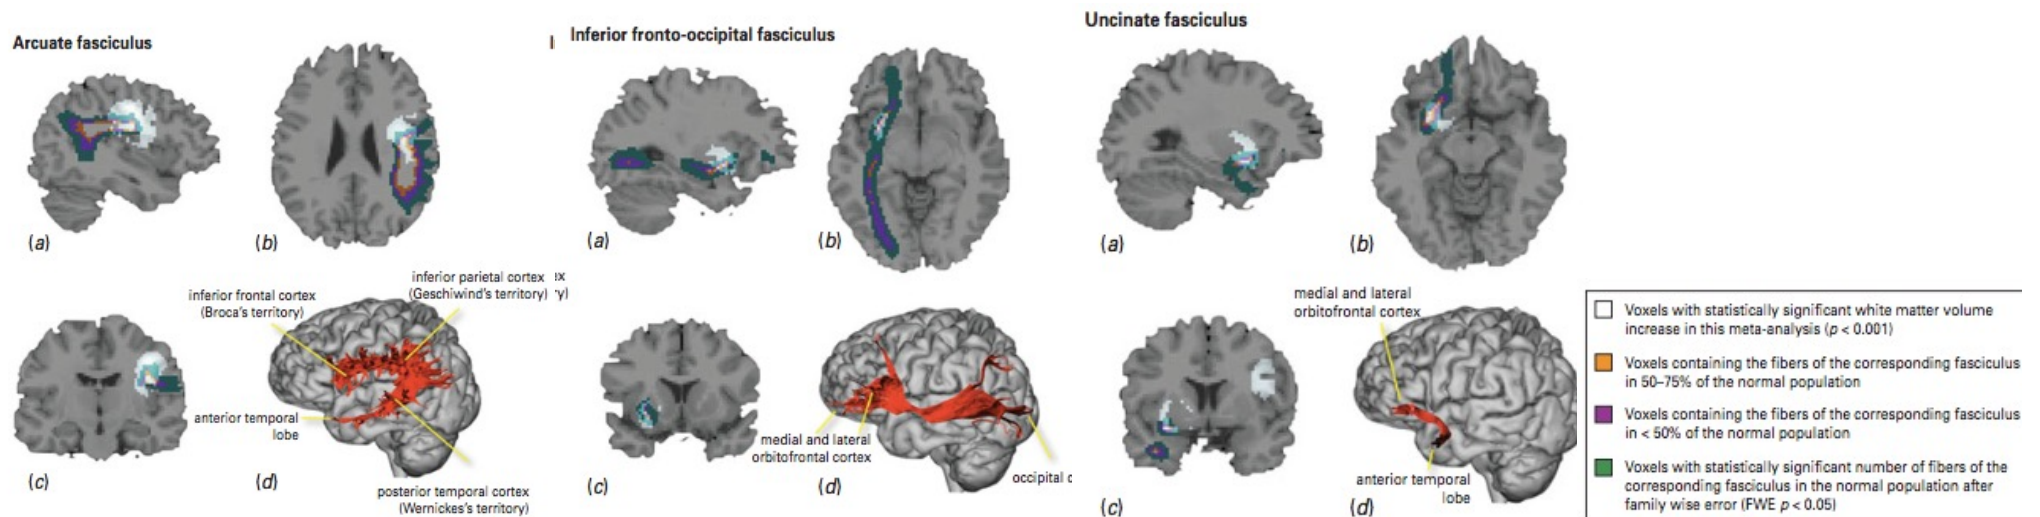 Arcuate fasciculus
(a)
(b)
inferior frontal cortex
(Broca's territory)
inferior parietal cortex
(Geschiwind's territory)
anterior temporal
lobe
posterior temporal cortex
(Wernickes's territory)
(c)
(d)
Inferior fronto-occipital fasciculus
(a)
(b)
medial and lateral
orbitofrontal cortex
occipital c
(c)
(d)
Uncinate fasciculus
(a)
(b)
medial and lateral
orbitofrontal cortex
anterior temporal
lobe
(c)
(d)
Voxels with statistically significant white matter volume
increase in this meta-analysis (p < 0.001)
Voxels containing the fibers of the corresponding fasciculus
in 50–75% of the normal population
Voxels containing the fibers of the corresponding fasciculus
in < 50% of the normal population
Voxels with statistically significant number of fibers of the
corresponding fasciculus in the normal population after
family wise error (FWE p < 0.05)